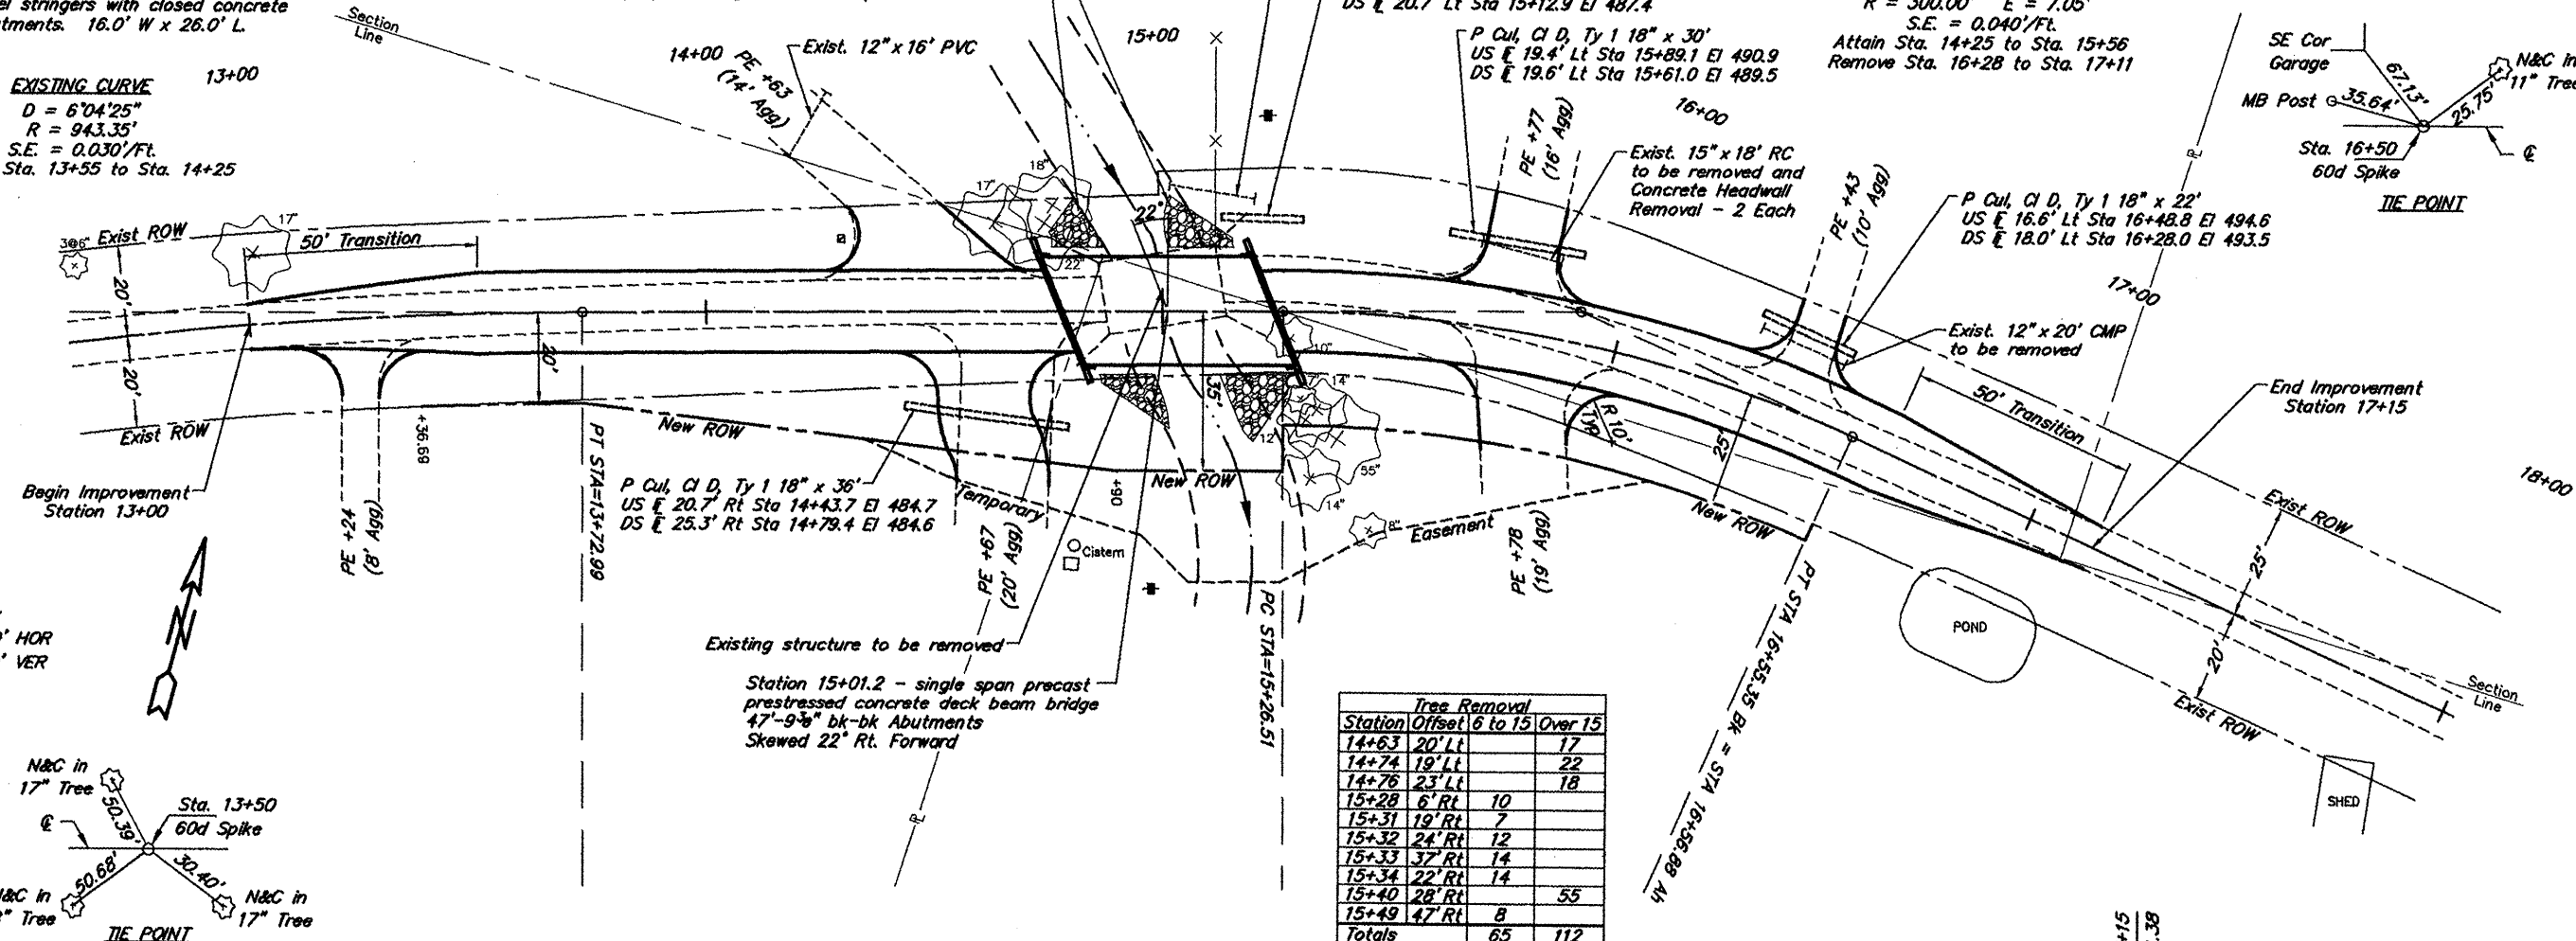 el stringers with closed concrete
tments. 16.0' W x 26.0' L.
EXISTING CURVE
D = 6°04'25"
R = 943.35'
S.E. = 0.030'/Ft.
Sta. 13+55 to Sta. 14+25
13+00
Section
Line
14+00
PE +63
(14' Agg)
Exist. 12" x 16' PVC
15+00
DS ℄ 20.7' Lt Sta 15+12.9 El 487.4
P Cul, Cl D, Ty 1 18" x 30'
US ℄ 19.4' Lt Sta 15+89.1 El 490.9
DS ℄ 19.6' Lt Sta 15+61.0 El 489.5
R = 300.00' E = 7.05'
S.E. = 0.040'/Ft.
Attain Sta. 14+25 to Sta. 15+56
Remove Sta. 16+28 to Sta. 17+11
SE Cor
Garage
67.13'
N&C in
11" Tree
MB Post
35.64'
25.75'
Sta. 16+50
60d Spike
℄
TIE POINT
16+00
PE +77
(16' Agg)
Exist. 15" x 18' RC
to be removed and
Concrete Headwall
Removal - 2 Each
PE +43
(10' Agg)
P Cul, Cl D, Ty 1 18" x 22'
US ℄ 16.6' Lt Sta 16+48.8 El 494.6
DS ℄ 18.0' Lt Sta 16+28.0 El 493.5
17+00
Exist. 12" x 20' CMP
to be removed
End Improvement
Station 17+15
50' Transition
18+00
3@6"
Exist ROW
17"
50' Transition
17"
18"
22"
22°
20'
20'
20'
35'
10"
7"
14"
12"
55"
14"
8"
R 10'
Typ
25'
Exist ROW
+36.69
New ROW
Begin Improvement
Station 13+00
PE +24
(8' Agg)
PT STA=13+72.99
P Cul, Cl D, Ty 1 18" x 36'
US ℄ 20.7' Rt Sta 14+43.7 El 484.7
DS ℄ 25.3' Rt Sta 14+79.4 El 484.6
Temporary
+90
New ROW
Easement
New ROW
Cistern
PE +67
(20' Agg)
PE +78
(19' Agg)
Exist ROW
25'
20'
Exist ROW
Section
Line
POND
SHED
' HOR
' VER
N
Existing structure to be removed
Station 15+01.2 - single span precast
prestressed concrete deck beam bridge
47'-9⅜" bk-bk Abutments
Skewed 22° Rt. Forward
PC STA=15+26.51
PT STA 16+55.35 BK = STA 16+56.88 Ah
Tree Removal
Station Offset 6 to 15 Over 15
14+63 20' Lt 17
14+74 19' Lt 22
14+76 23' Lt 18
15+28 6' Rt 10
15+31 19' Rt 7
15+32 24' Rt 12
15+33 37' Rt 14
15+34 22' Rt 14
15+40 28' Rt 55
15+49 47' Rt 8
Totals 65 112
N&C in
17" Tree
50.39'
Sta. 13+50
60d Spike
℄
50.68'
30.40'
N&C in
" Tree
N&C in
17" Tree
TIE POINT
+15
.38